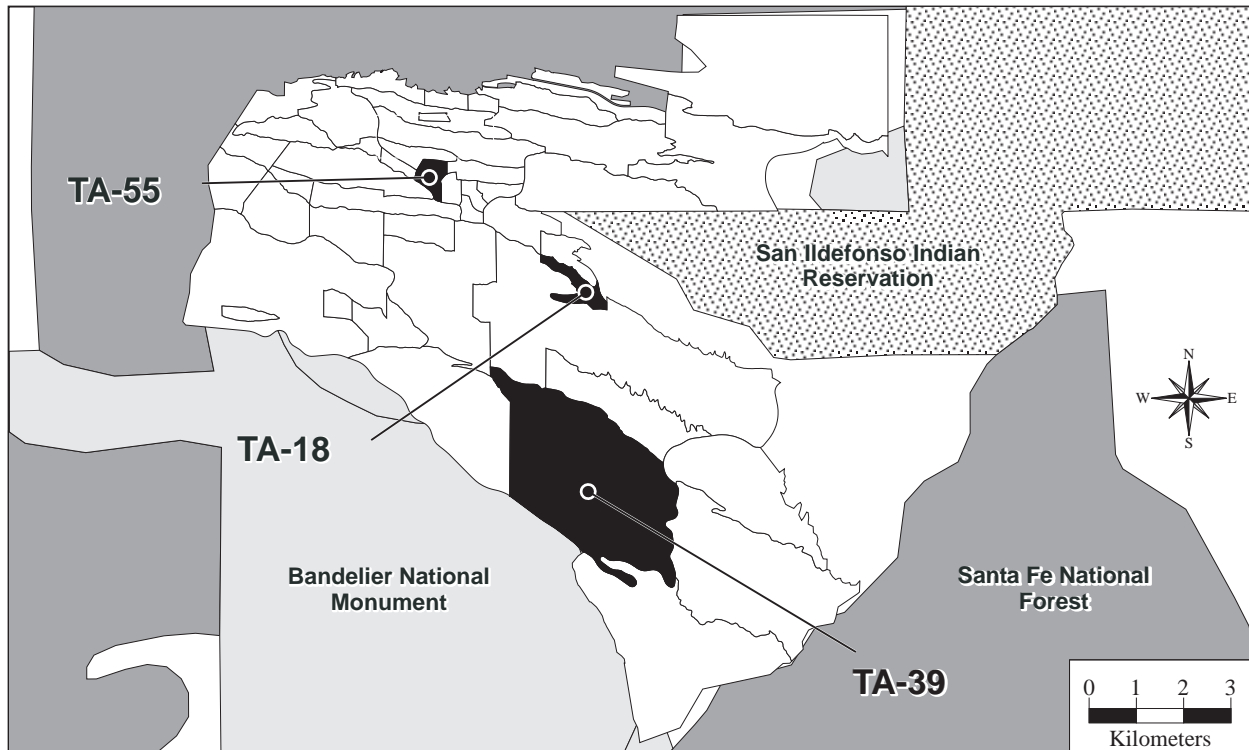 TA-55
San Ildefonso Indian
Reservation
N
W E
S
TA-18
Bandelier National
Monument
Santa Fe National
Forest
TA-39
0 1 2 3
Kilometers